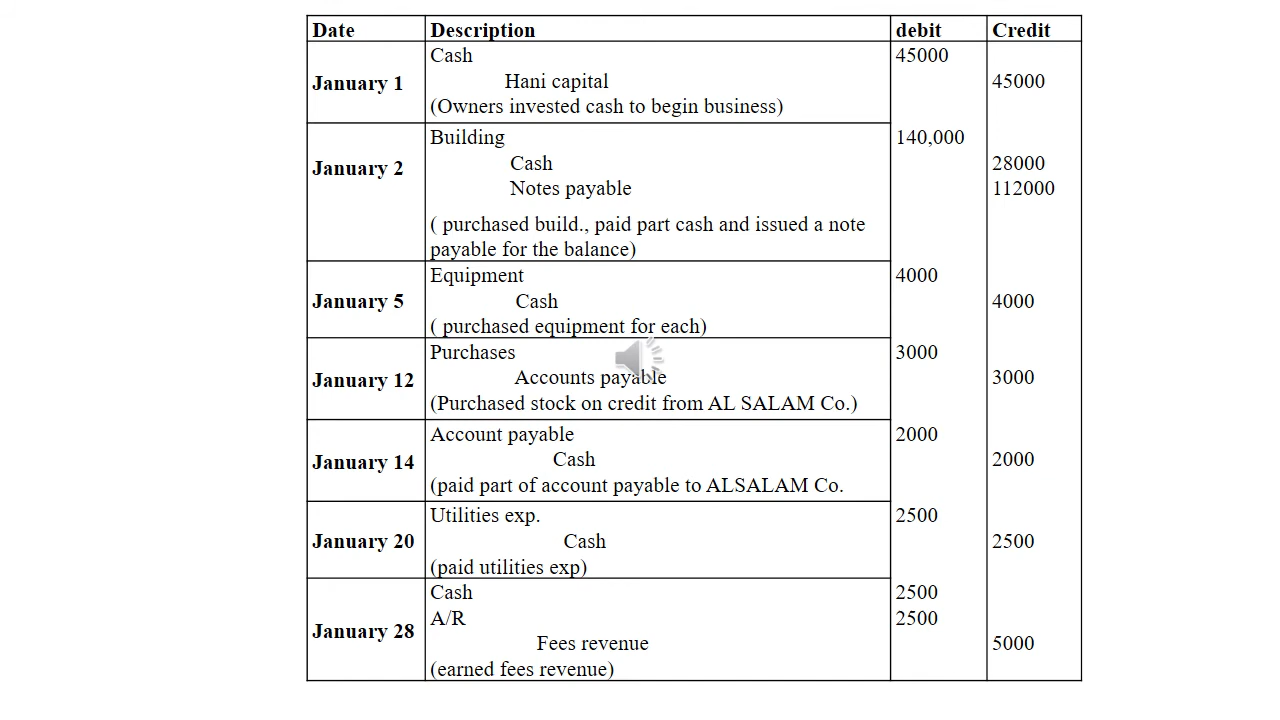 Date Description debit Credit
Cash 45000
January 1
Hani capital 45000
(Owners invested cash to begin business)
Building 140,000
January 2
Cash 28000
Notes payable 112000
( purchased build., paid part cash and issued a note
payable for the balance)
Equipment 4000
January 5
Cash 4000
( purchased equipment for each)
Purchases 3000
January 12
Accounts payable 3000
(Purchased stock on credit from AL SALAM Co.)
Account payable 2000
January 14
Cash 2000
(paid part of account payable to ALSALAM Co.
Utilities exp. 2500
January 20
Cash 2500
(paid utilities exp)
Cash 2500
A/R 2500
January 28
Fees revenue 5000
(earned fees revenue)